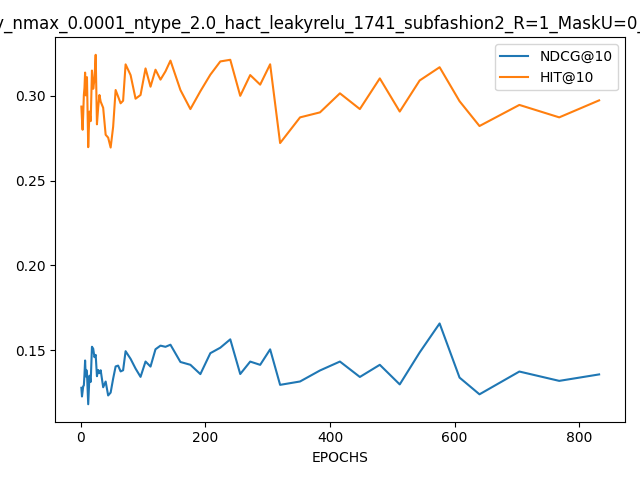 y_nmax_0.0001_ntype_2.0_hact_leakyrelu_1741_subfashion2_R=1_MaskU=0_
NDCG@10
HIT@10
0.30
0.25
0.20
0.15
0 200 400 600 800
EPOCHS